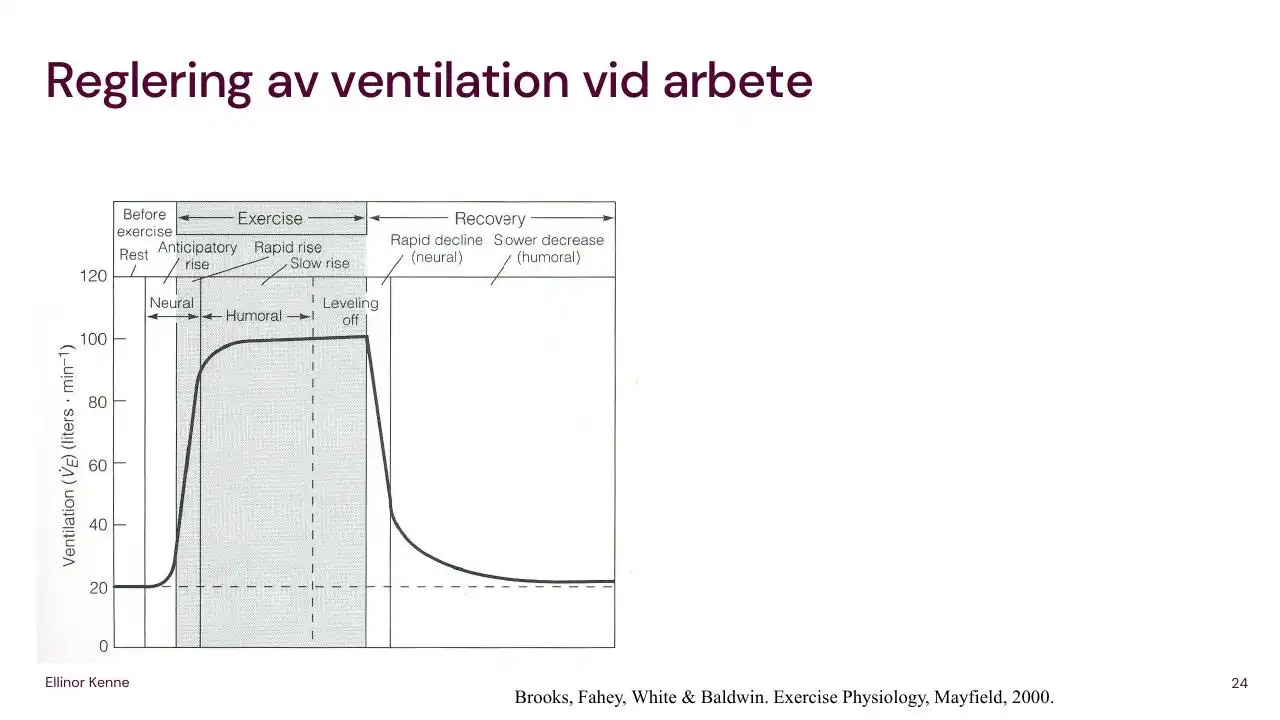 Reglering av ventilation vid arbete
Before
exercise
Exercise
Recovery
Rest
Anticipatory
rise
Rapid rise
Slow rise
Rapid decline
(neural)
S ower decrease
(humoral)
Neural
Humoral
Leveling
off
120
100
80
60
40
20
0
Ventilation (V̇E) (liters · min−1)
Ellinor Kenne
Brooks, Fahey, White & Baldwin. Exercise Physiology, Mayfield, 2000.
24